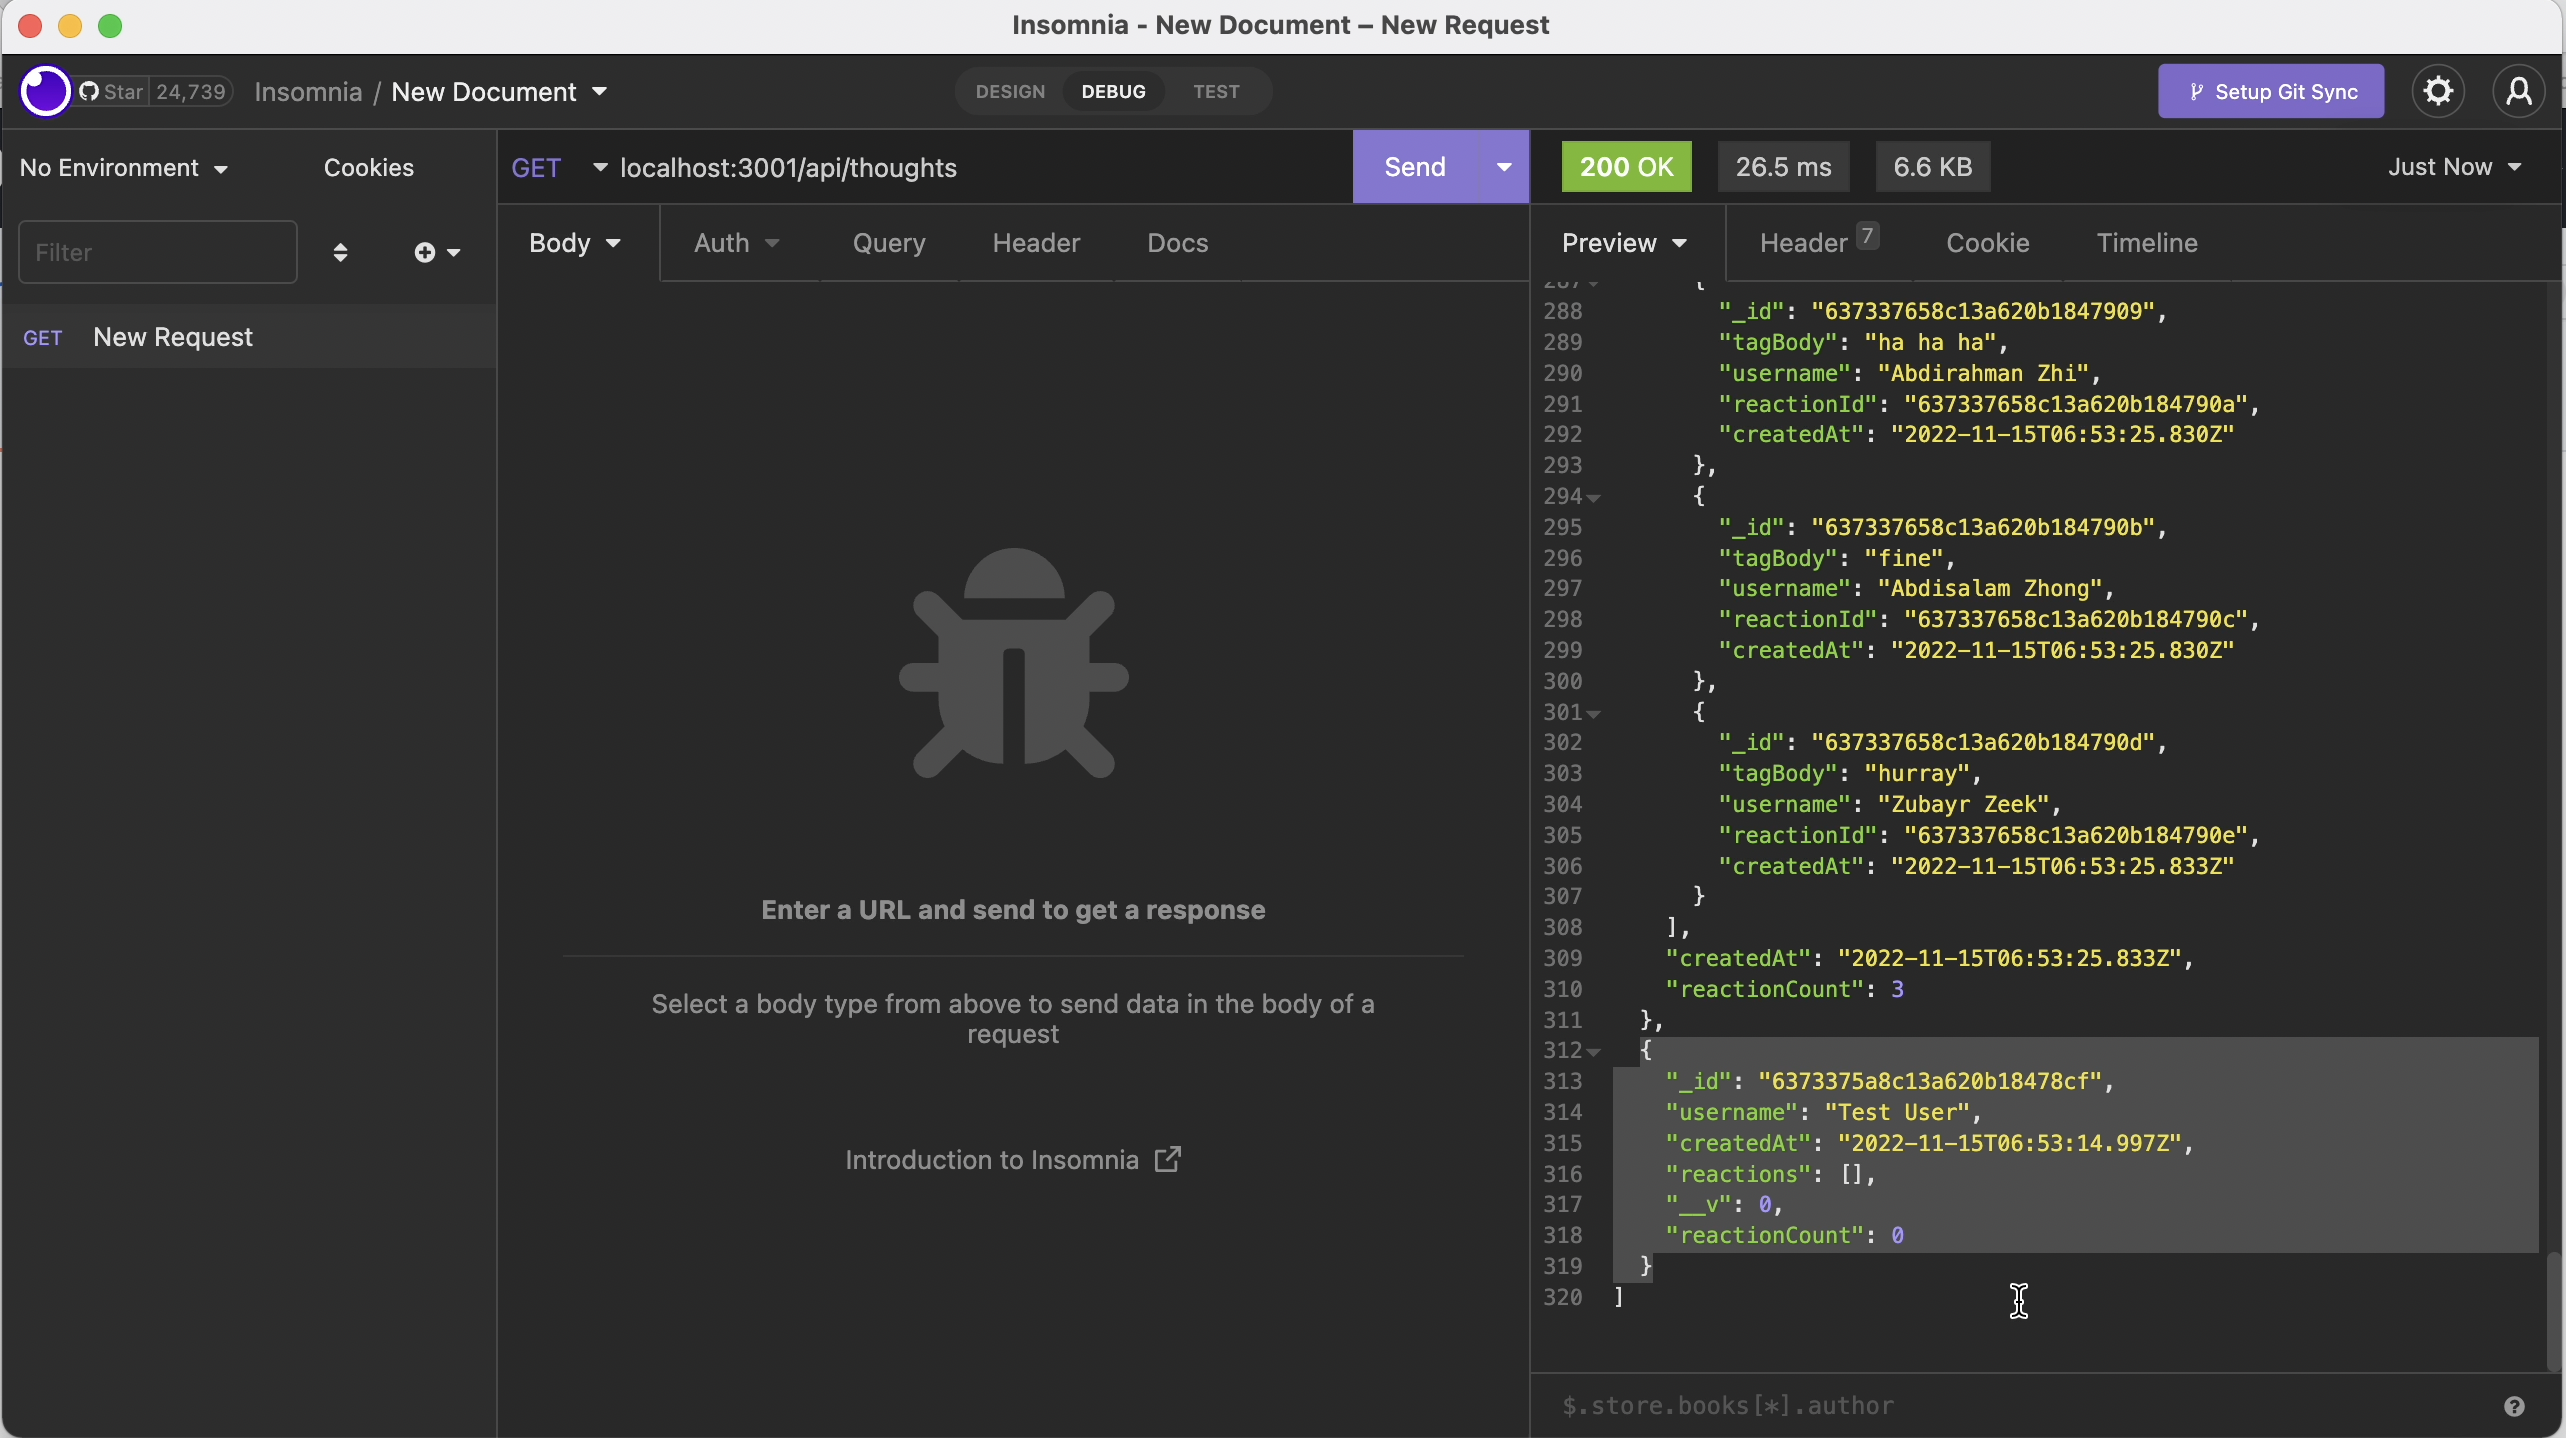 Insomnia - New Document – New Request
Star 24,739 Insomnia / New Document
DESIGN DEBUG TEST
Setup Git Sync
No Environment Cookies
Filter
GET New Request
GET localhost:3001/api/thoughts Send
200 OK 26.5 ms 6.6 KB Just Now
Body Auth Query Header Docs
Enter a URL and send to get a response
Select a body type from above to send data in the body of a
request
Introduction to Insomnia
Preview Header 7 Cookie Timeline
287 {
288 "_id": "637337658c13a620b1847909",
289 "tagBody": "ha ha ha",
290 "username": "Abdirahman Zhi",
291 "reactionId": "637337658c13a620b184790a",
292 "createdAt": "2022-11-15T06:53:25.830Z"
293 },
294 {
295 "_id": "637337658c13a620b184790b",
296 "tagBody": "fine",
297 "username": "Abdisalam Zhong",
298 "reactionId": "637337658c13a620b184790c",
299 "createdAt": "2022-11-15T06:53:25.830Z"
300 },
301 {
302 "_id": "637337658c13a620b184790d",
303 "tagBody": "hurray",
304 "username": "Zubayr Zeek",
305 "reactionId": "637337658c13a620b184790e",
306 "createdAt": "2022-11-15T06:53:25.833Z"
307 }
308 ],
309 "createdAt": "2022-11-15T06:53:25.833Z",
310 "reactionCount": 3
311 },
312 {
313 "_id": "6373375a8c13a620b18478cf",
314 "username": "Test User",
315 "createdAt": "2022-11-15T06:53:14.997Z",
316 "reactions": [],
317 "__v": 0,
318 "reactionCount": 0
319 }
320 ]
$.store.books[*].author